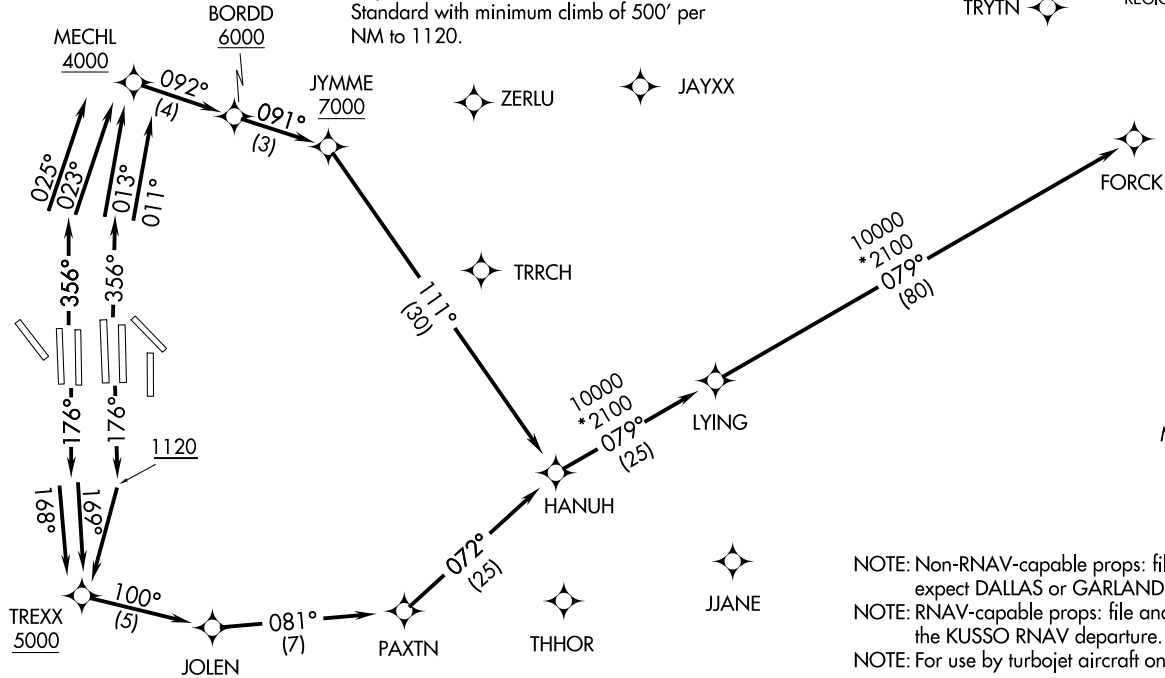 Standard with minimum climb of 500' per
NM to 1120.
TRYTN
BORDD
6000
MECHL
4000
JYMME
7000
ZERLU
JAYXX
092°
(4)
091°
(3)
FORCK
025°
023°
013°
011°
10000
*2100
079°
(80)
TRRCH
356°
356°
111°
(30)
10000
*2100
079°
(25)
LYING
176°
176°
1120
HANUH
168°
169°
072°
(25)
NOTE: Non-RNAV-capable props:
expect DALLAS or GARLAND
NOTE: RNAV-capable props: file and
the KUSSO RNAV departure.
NOTE: For use by turbojet aircraft on
TREXX
5000
100°
(5)
JOLEN
081°
(7)
PAXTN
THHOR
JJANE